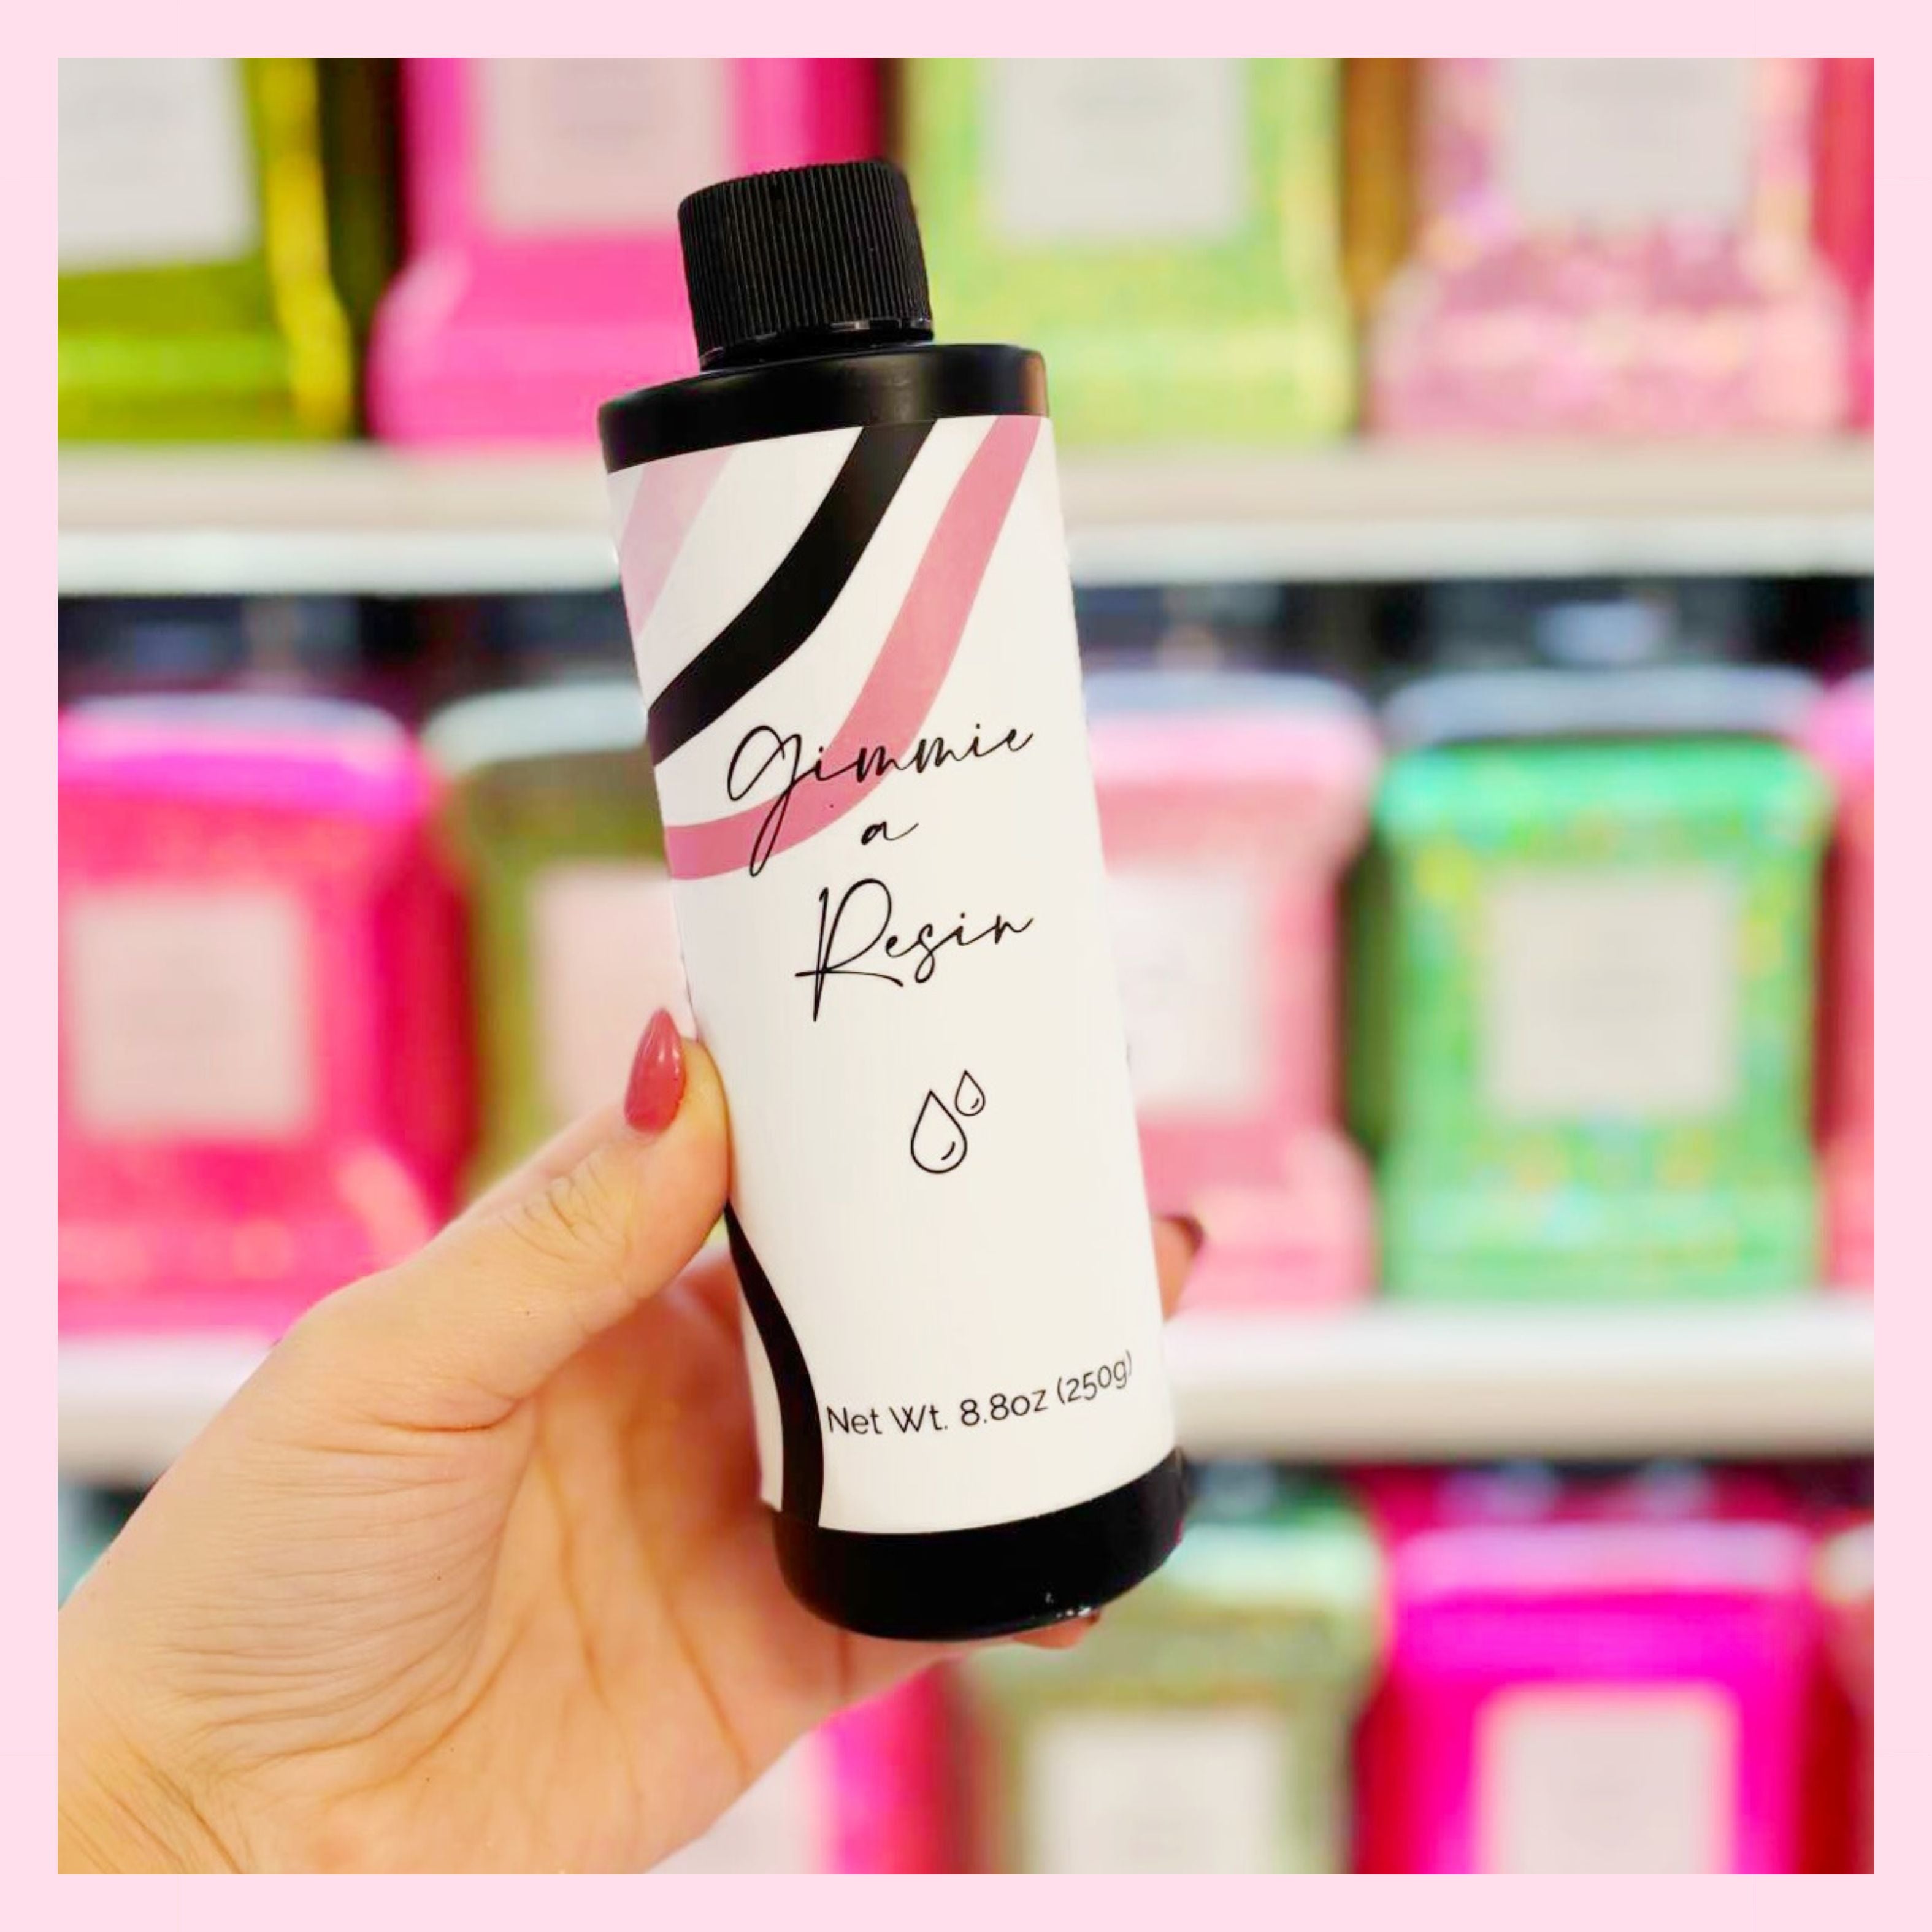 Gimmie
a
Resin
Net Wt. 8.8oz (250g)